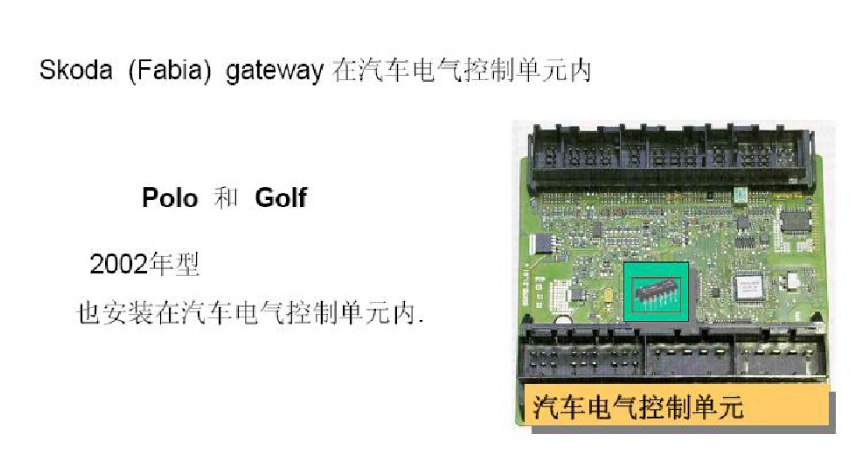 Skoda (Fabia) gateway 在汽车电气控制单元内
Polo 和 Golf
2002年型
也安装在汽车电气控制单元内.
汽车电气控制单元